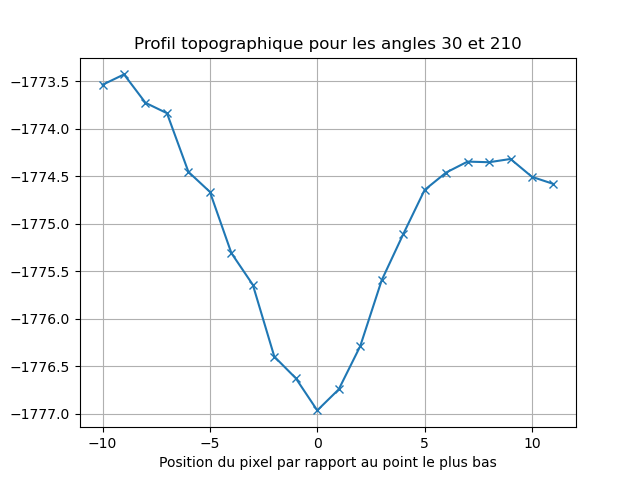 Profil topographique pour les angles 30 et 210
−1773.5
−1774.0
−1774.5
−1775.0
−1775.5
−1776.0
−1776.5
−1777.0
−10 −5 0 5 10
Position du pixel par rapport au point le plus bas